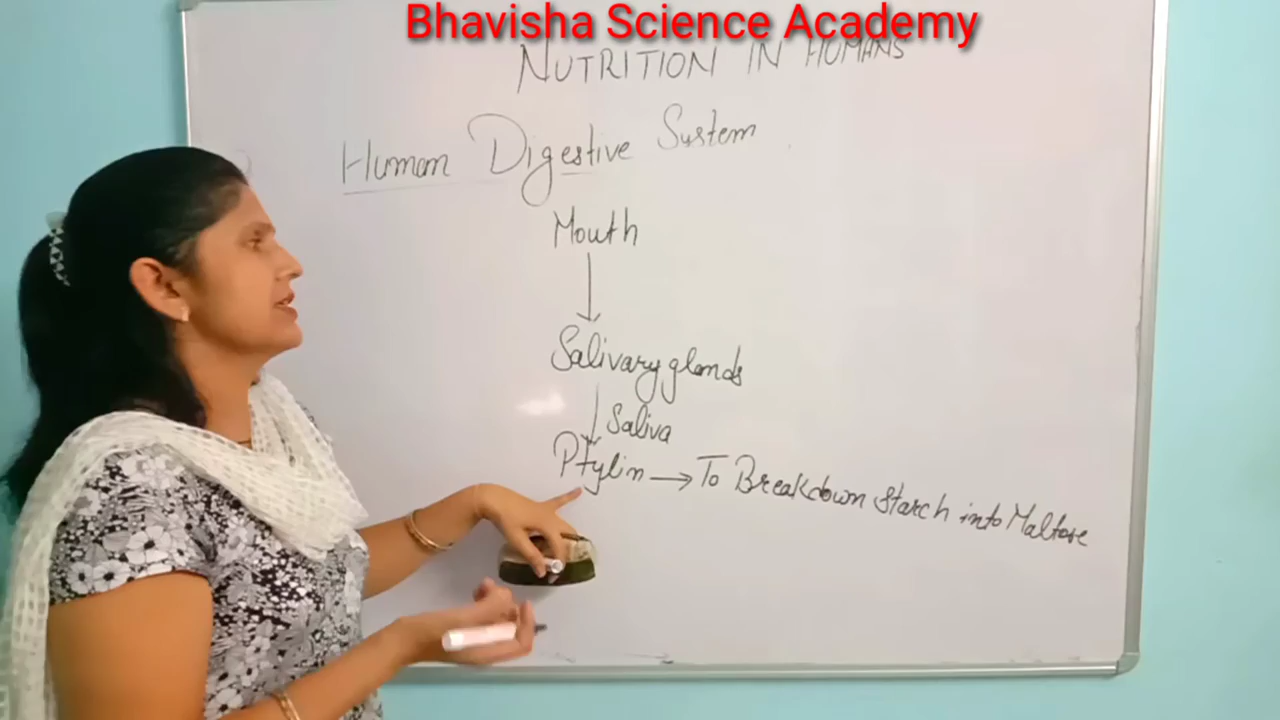 Bhavisha Science Academy
NUTRITION IN HUMANS
Human Digestive System
Mouth
Salivary glands
Saliva
Ptylin → To Breakdown Starch into Maltose